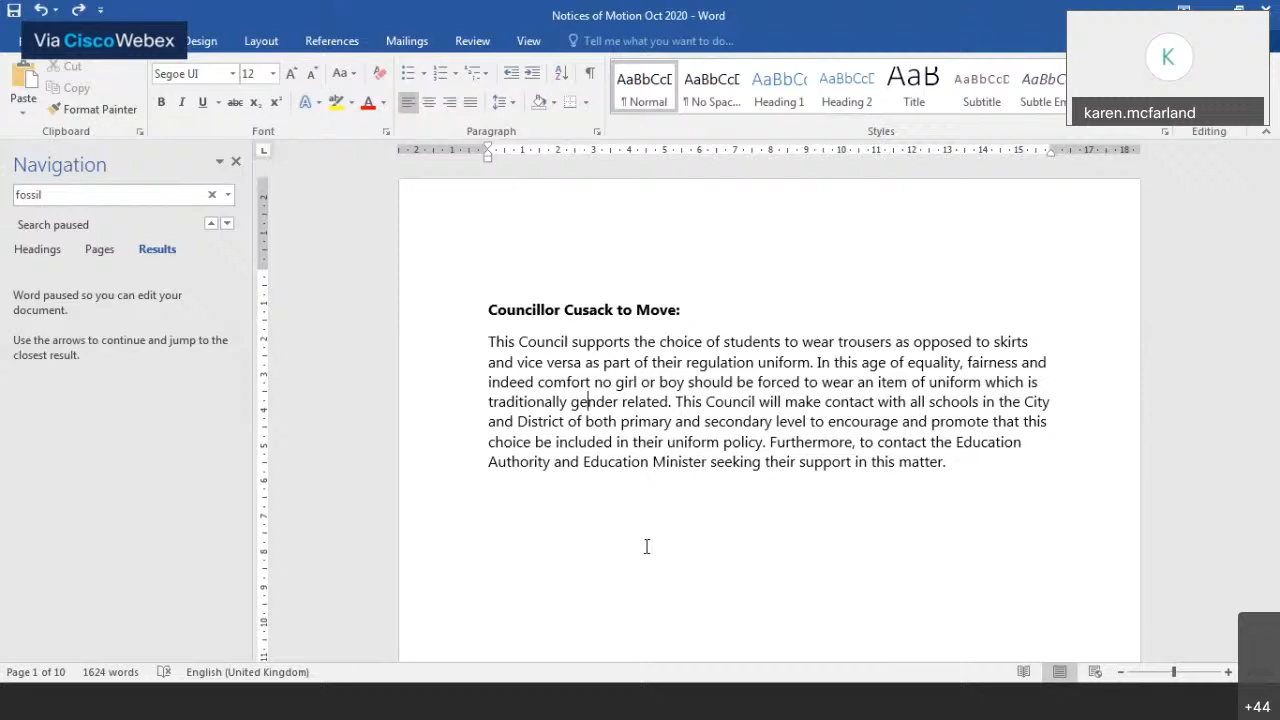 Notices of Motion Oct 2020 - Word
Via CiscoWebex
Design Layout References Mailings Review View Tell me what you want to do...
Cut
Copy
Format Painter
Paste
Segoe UI 12
AaBbCcD AaBbCcD AaBbCc AaBbCcD AaB AaBbCcD
¶ Normal ¶ No Spac... Heading 1 Heading 2 Title Subtitle Subtle Em
Clipboard Font Paragraph Styles Editing
K
karen.mcfarland
Navigation
fossil
Search paused
Headings Pages Results
Word paused so you can edit your
document.
Use the arrows to continue and jump to the
closest result.
Councillor Cusack to Move:
This Council supports the choice of students to wear trousers as opposed to skirts
and vice versa as part of their regulation uniform. In this age of equality, fairness and
indeed comfort no girl or boy should be forced to wear an item of uniform which is
traditionally gender related. This Council will make contact with all schools in the City
and District of both primary and secondary level to encourage and promote that this
choice be included in their uniform policy. Furthermore, to contact the Education
Authority and Education Minister seeking their support in this matter.
Page 1 of 10 1624 words English (United Kingdom)
+44